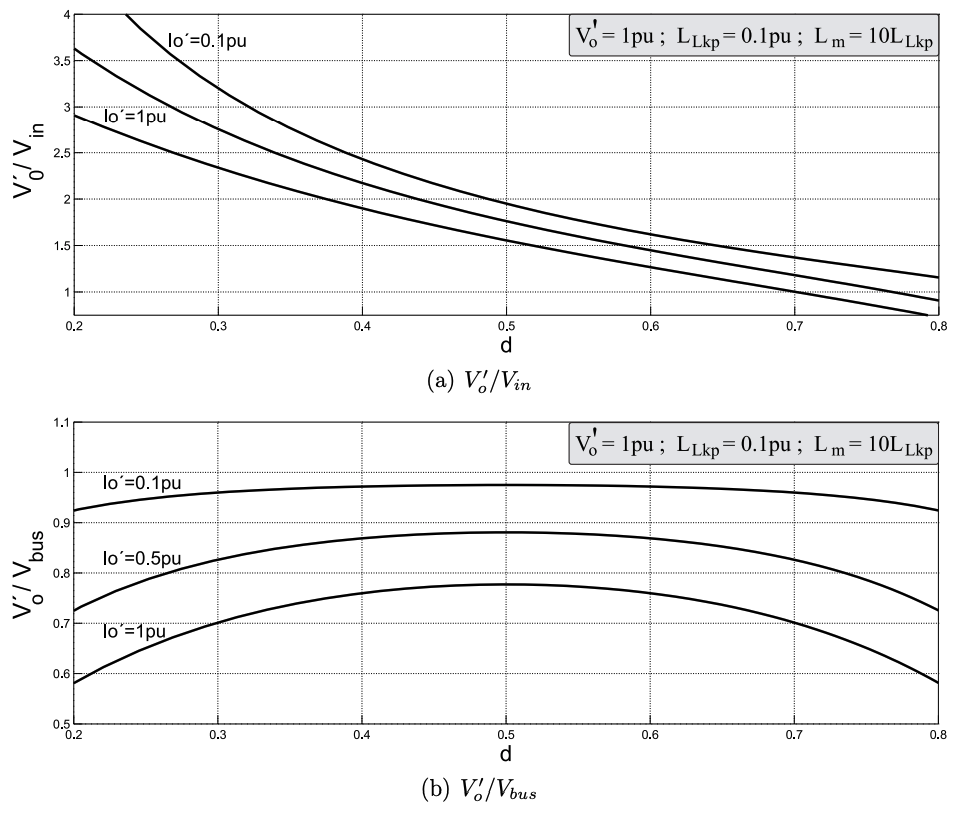 4
3.5
3
2.5
2
1.5
1
V´0/ Vin
Io´=0.1pu
Io´=1pu
Vo' = 1pu ; LLkp = 0.1pu ; Lm = 10LLkp
0.2 0.3 0.4 0.5 0.6 0.7 0.8
d
(a) V′o/Vin
1.1
1
0.9
0.8
0.7
0.6
0.5
V´o/ Vbus
Vo' = 1pu ; LLkp = 0.1pu ; Lm = 10LLkp
Io´=0.1pu
Io´=0.5pu
Io´=1pu
0.2 0.3 0.4 0.5 0.6 0.7 0.8
d
(b) V′o/Vbus